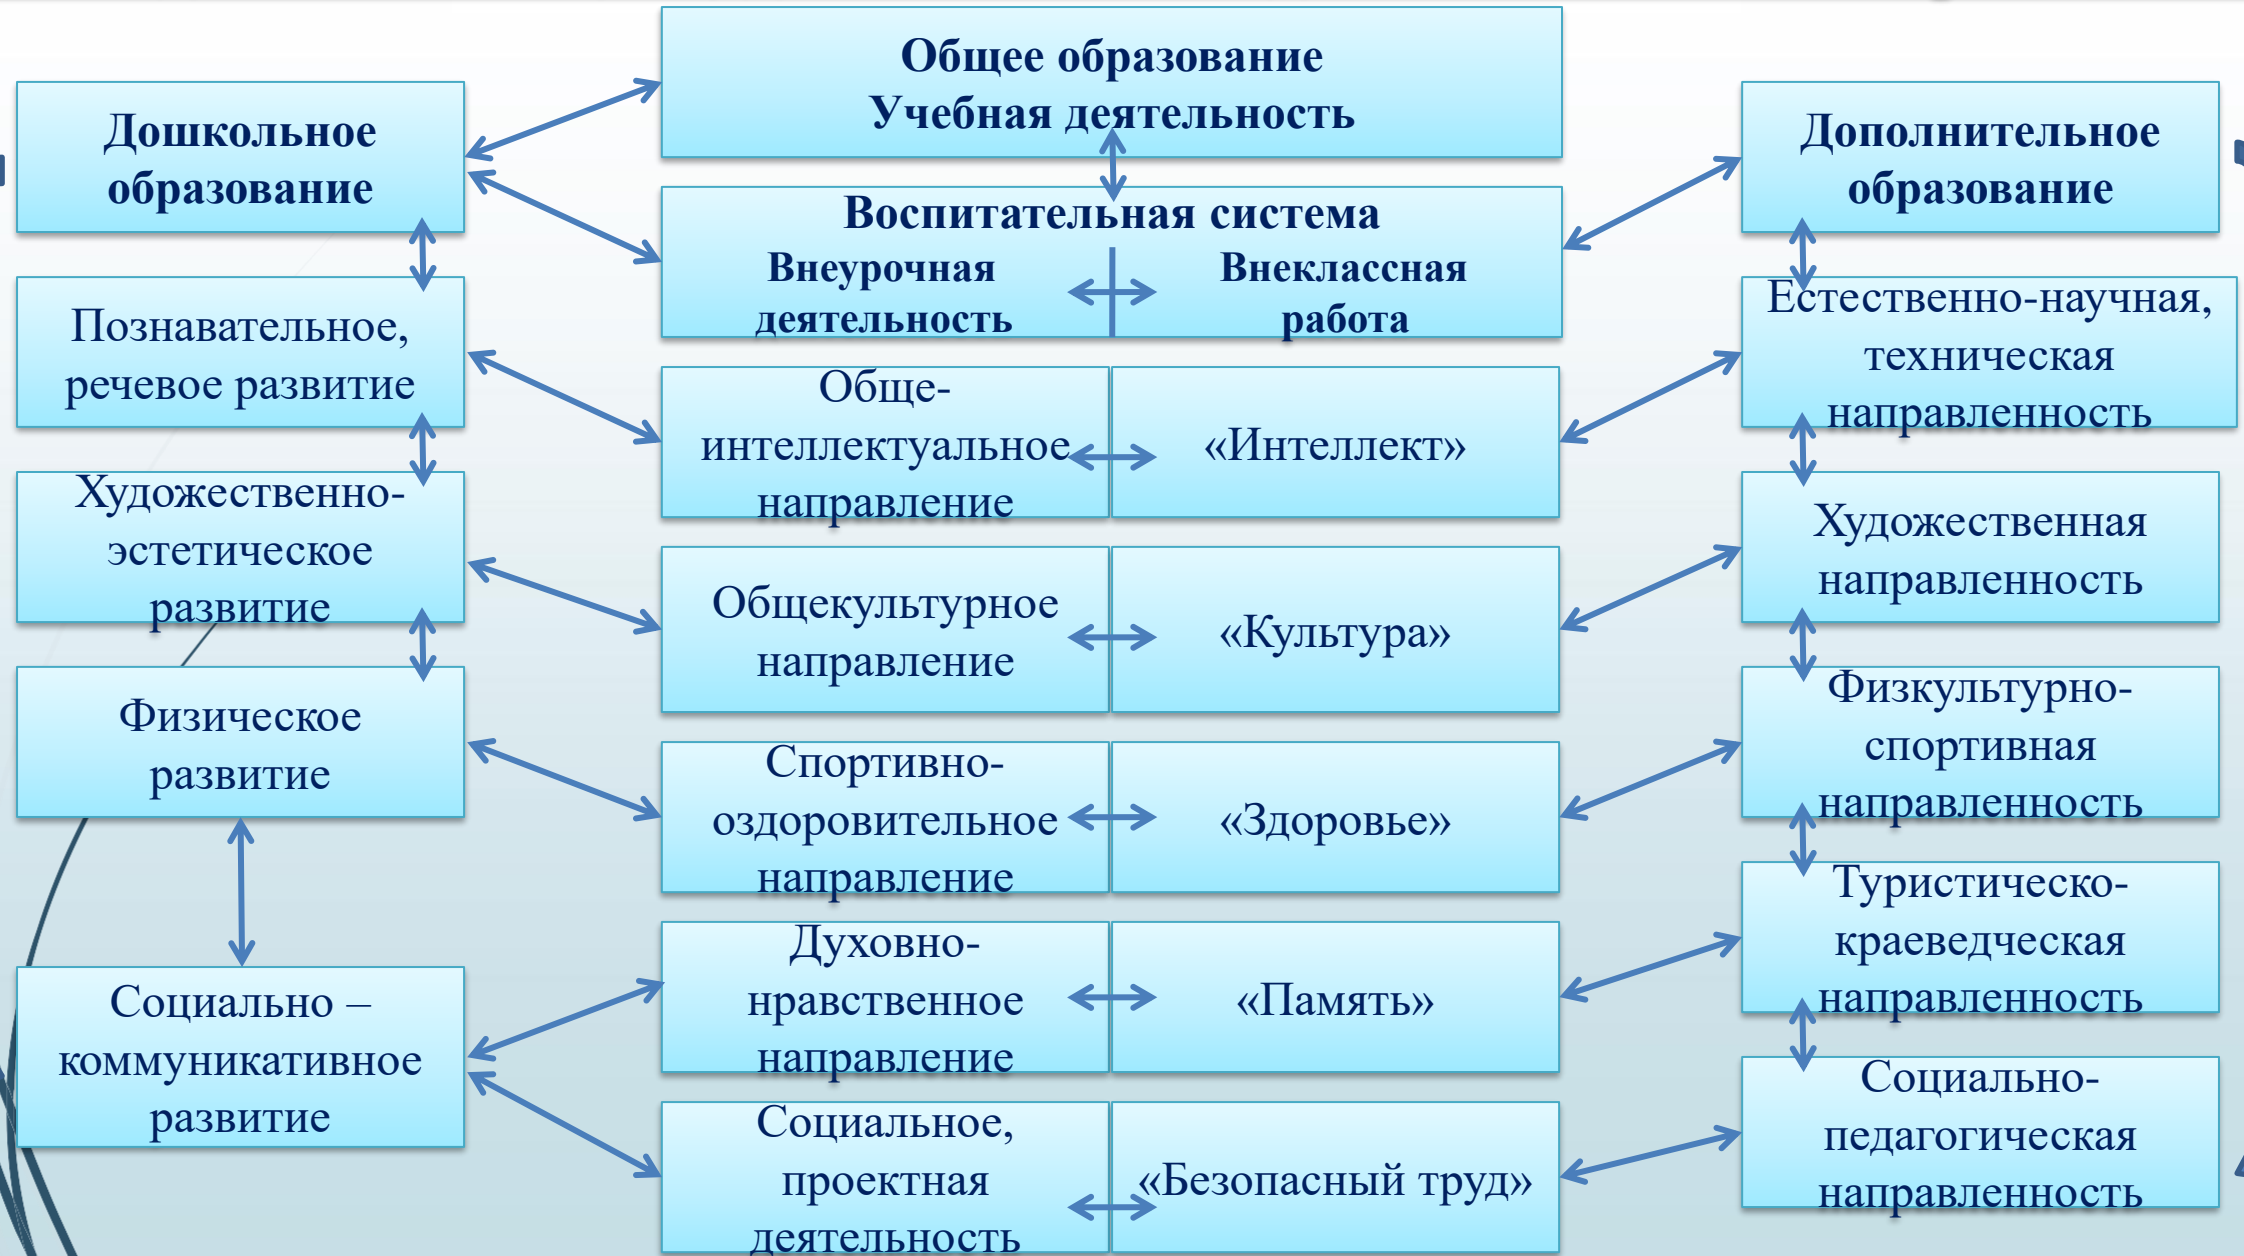 Дошкольное
образование
Познавательное,
речевое развитие
Художественно-
эстетическое
развитие
Физическое
развитие
Социально –
коммуникативное
развитие
Общее образование
Учебная деятельность
Воспитательная система
Внеурочная
деятельность
Внеклассная
работа
Обще-
интеллектуальное
направление
«Интеллект»
Общекультурное
направление
«Культура»
Спортивно-
оздоровительное
направление
«Здоровье»
Духовно-
нравственное
направление
«Память»
Социальное,
проектная
деятельность
«Безопасный труд»
Дополнительное
образование
Естественно-научная,
техническая
направленность
Художественная
направленность
Физкультурно-
спортивная
направленность
Туристическо-
краеведческая
направленность
Социально-
педагогическая
направленность